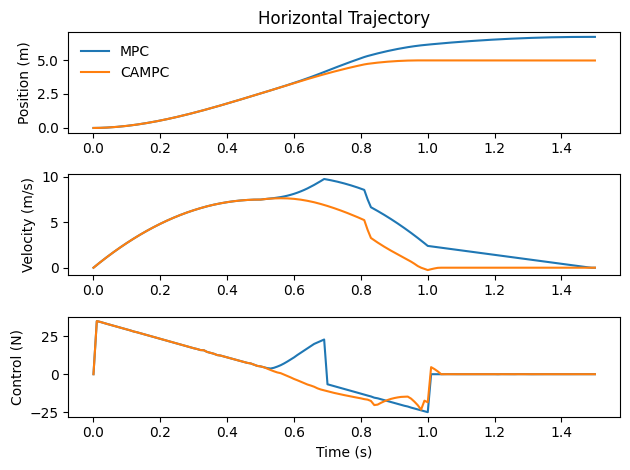 Horizontal Trajectory
Position (m)
5.0
2.5
0.0
MPC
CAMPC
0.0 0.2 0.4 0.6 0.8 1.0 1.2 1.4
Velocity (m/s)
10
5
0
0.0 0.2 0.4 0.6 0.8 1.0 1.2 1.4
Control (N)
25
0
−25
0.0 0.2 0.4 0.6 0.8 1.0 1.2 1.4
Time (s)